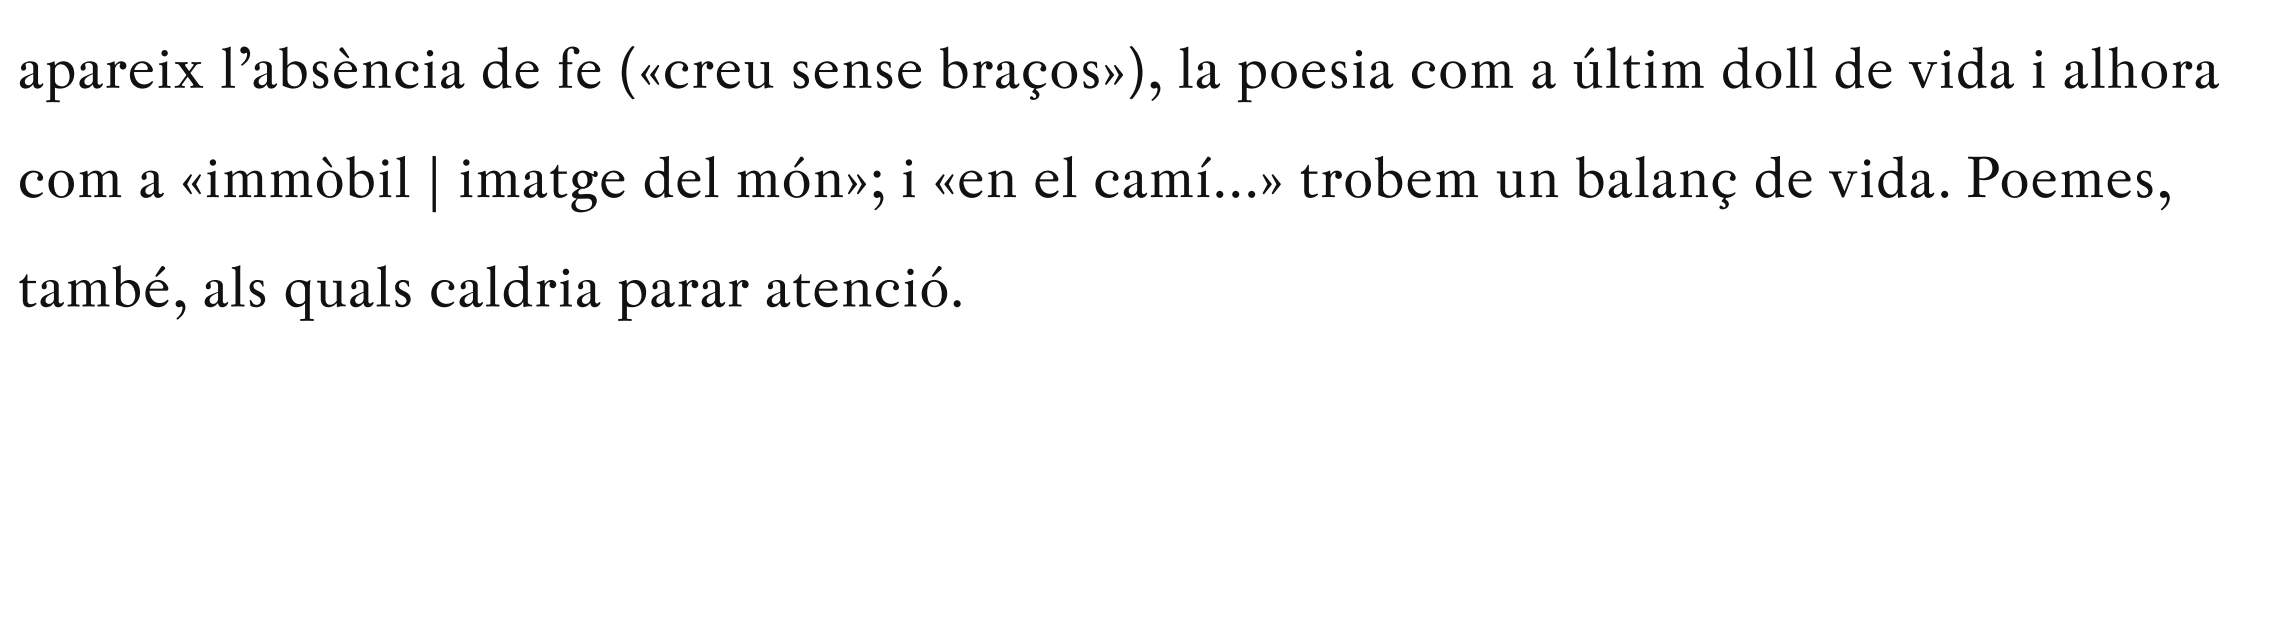 apareix l’absència de fe («creu sense braços»), la poesia com a últim doll de vida i alhora
com a «immòbil | imatge del món»; i «en el camí...» trobem un balanç de vida. Poemes,
també, als quals caldria parar atenció.